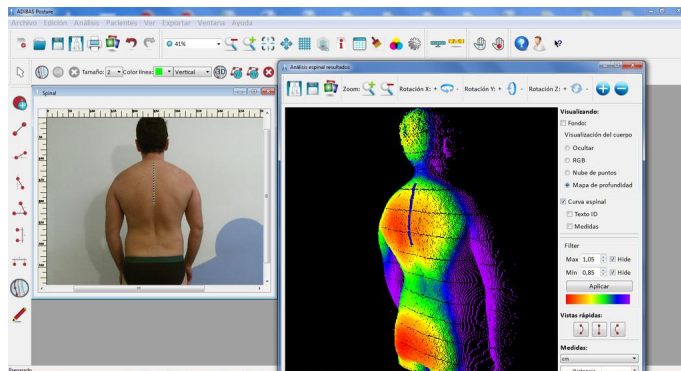 ADIBAS Posture
Archivo Edición Análisis Pacientes Ver Exportar Ventana Ayuda
41%
Tamaño: 2 Color línea: Vertical 3D
Análisis espinal resultados
Zoom: Rotación X: + - Rotación Y: + - Rotación Z: + -
Spinal
Visualizando:
Fondo:
Visualización del cuerpo
Ocultar
RGB
Nube de puntos
Mapa de profundidad
Curva espinal
Texto ID
Medidas
Filter
Max 1,05 Hide
Min 0,85 Hide
Aplicar
Vistas rápidas:
Medidas:
cm
Distancia
Preparado